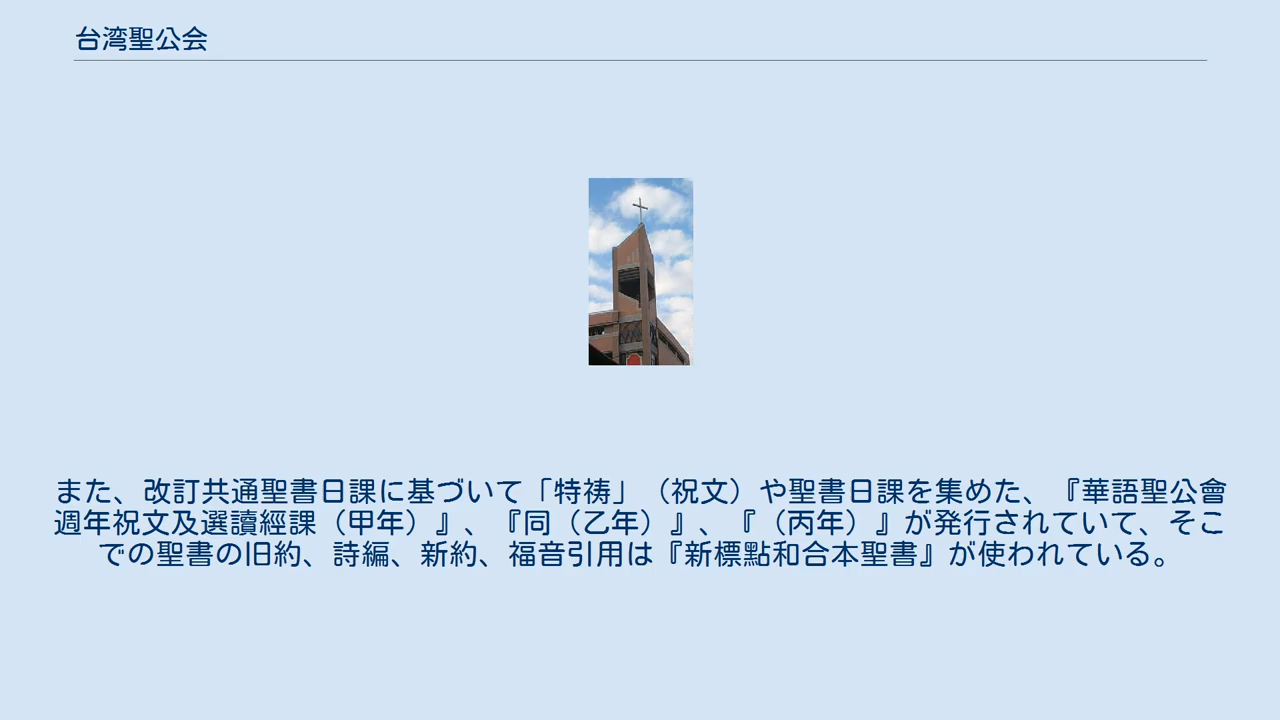 台湾聖公会
また、改訂共通聖書日課に基づいて「特祷」（祝文）や聖書日課を集めた、『華語聖公會
週年祝文及選讀經課（甲年）』、『同（乙年）』、『（丙年）』が発行されていて、そこ
での聖書の旧約、詩編、新約、福音引用は『新標點和合本聖書』が使われている。